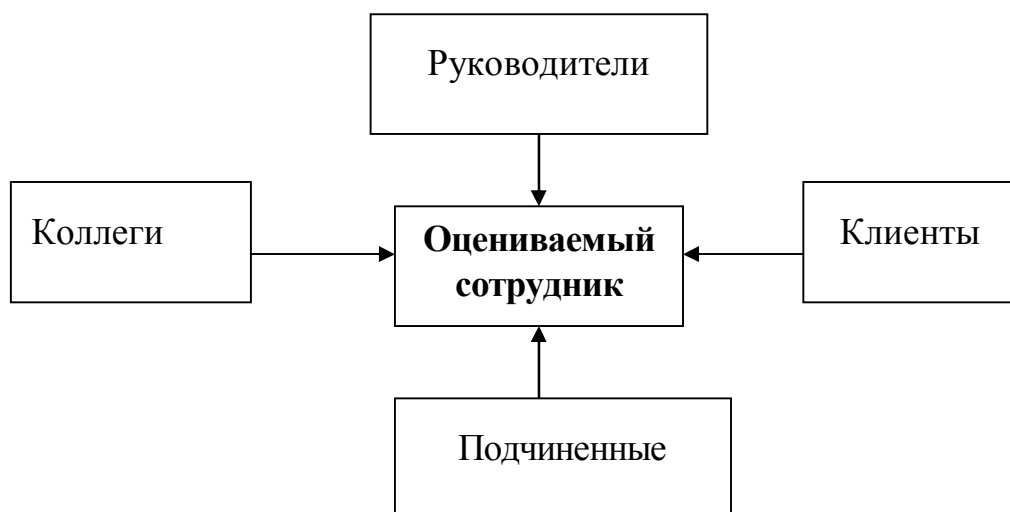 Руководители
Коллеги
Оцениваемый
сотрудник
Клиенты
Подчиненные